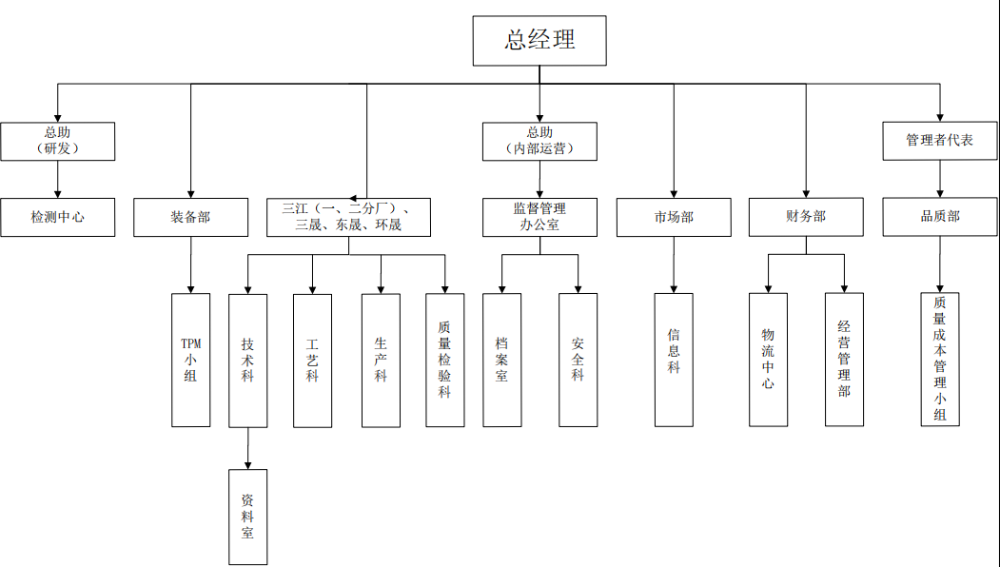 总经理
总助
（研发）
总助
（内部运营）
管理者代表
检测中心
装备部
三江（一、二分厂）、
三晟、东晟、环晟
监督管理
办公室
市场部
财务部
品质部
TPM
小
组
技
术
科
工
艺
科
生
产
科
质
量
检
验
科
档
案
室
安
全
科
信
息
科
物
流
中
心
经
营
管
理
部
质
量
成
本
管
理
小
组
资
料
室